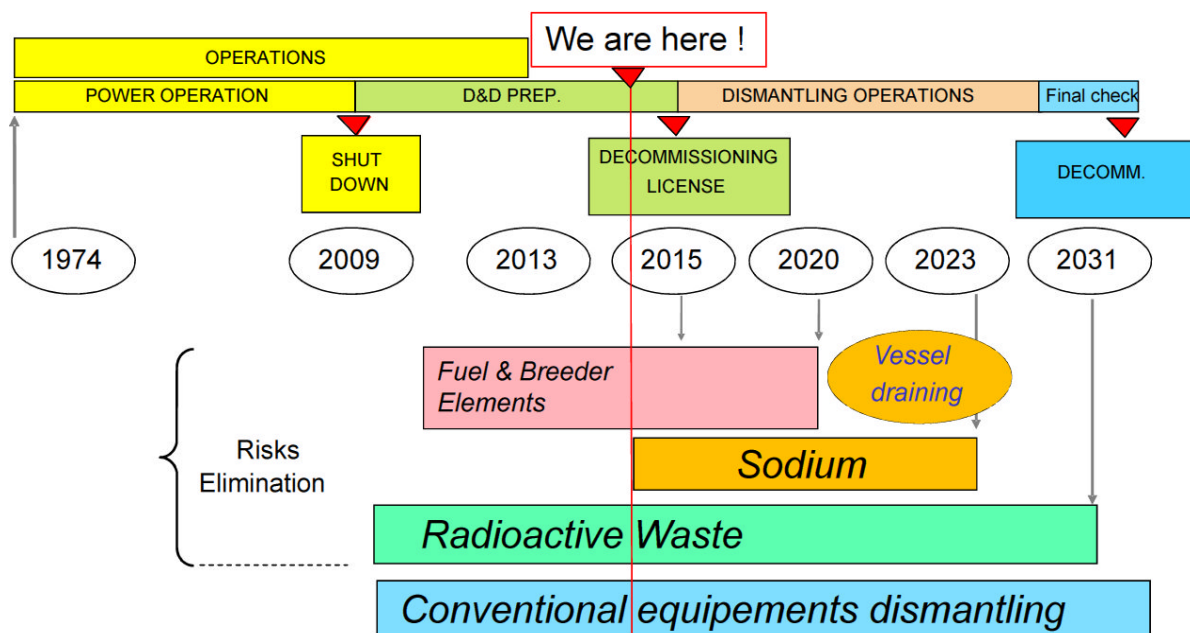 We are here !
OPERATIONS
POWER OPERATION
D&D PREP.
DISMANTLING OPERATIONS
Final check
SHUT
DOWN
DECOMMISSIONING
LICENSE
DECOMM.
1974
2009
2013
2015
2020
2023
2031
Fuel & Breeder
Elements
Vessel
draining
Risks
Elimination
Sodium
Radioactive Waste
Conventional equipements dismantling